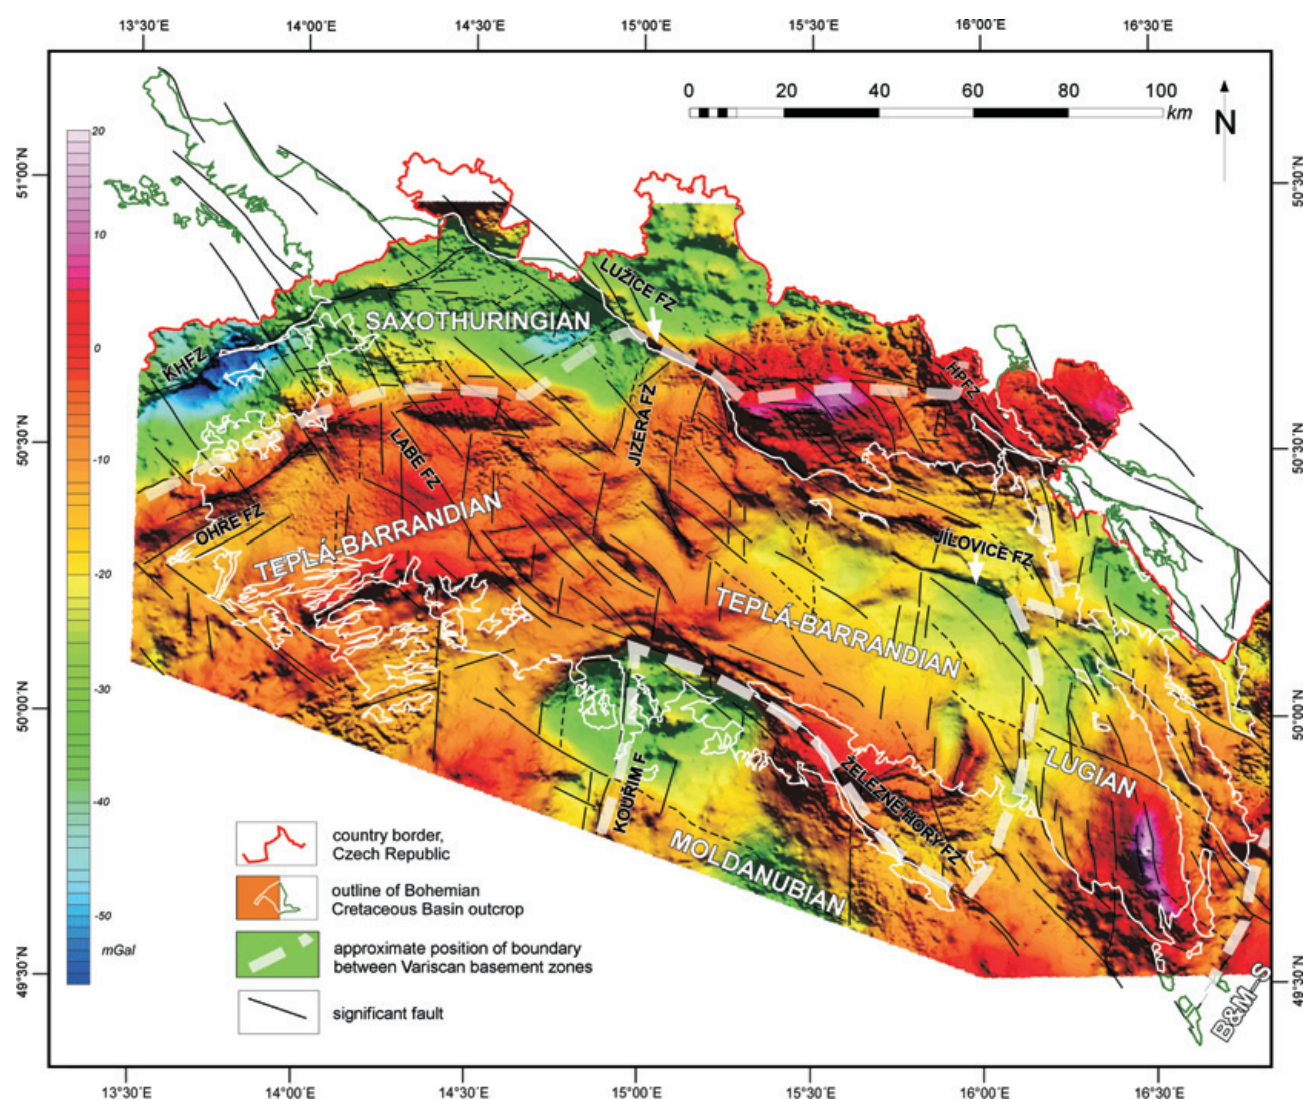 13°30'E 14°00'E 14°30'E 15°00'E 15°30'E 16°00'E 16°30'E
0 20 40 60 80 100
km
N
51°00'N
50°30'N
50°00'N
49°30'N
50°30'N
50°30'N
50°00'N
49°30'N
20
10
0
-10
-20
-30
-40
-50
mGal
LUŽICE FZ
SAXOTHURINGIAN
KHFZ
HPFZ
JIZERA FZ
LABE FZ
OHŘE FZ
TEPLÁ-BARRANDIAN
JÍLOVICE FZ
TEPLÁ-BARRANDIAN
LUGIAN
KOUŘIM F.
ŽELEZNÉ HORY FZ
MOLDANUBIAN
B&M–S
country border,
Czech Republic
outline of Bohemian
Cretaceous Basin outcrop
approximate position of boundary
between Variscan basement zones
significant fault
13°30'E 14°00'E 14°30'E 15°00'E 15°30'E 16°00'E 16°30'E